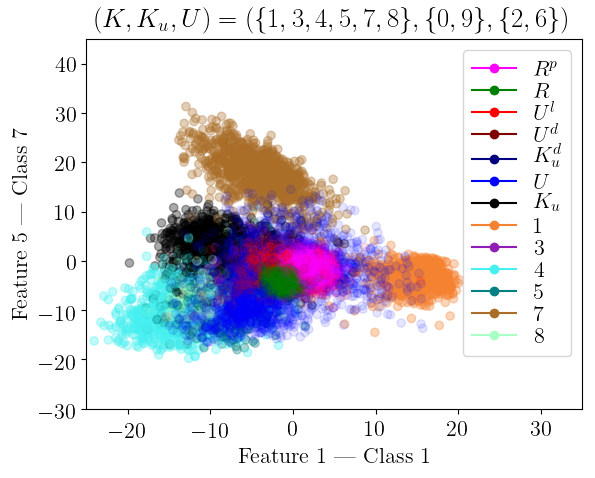 (K, K_u, U) = ({1, 3, 4, 5, 7, 8}, {0, 9}, {2, 6})
R^p
R
U^l
U^d
K_u^d
U
K_u
1
3
4
5
7
8
40
30
20
10
0
−10
−20
−30
Feature 5 — Class 7
−20 −10 0 10 20 30
Feature 1 — Class 1